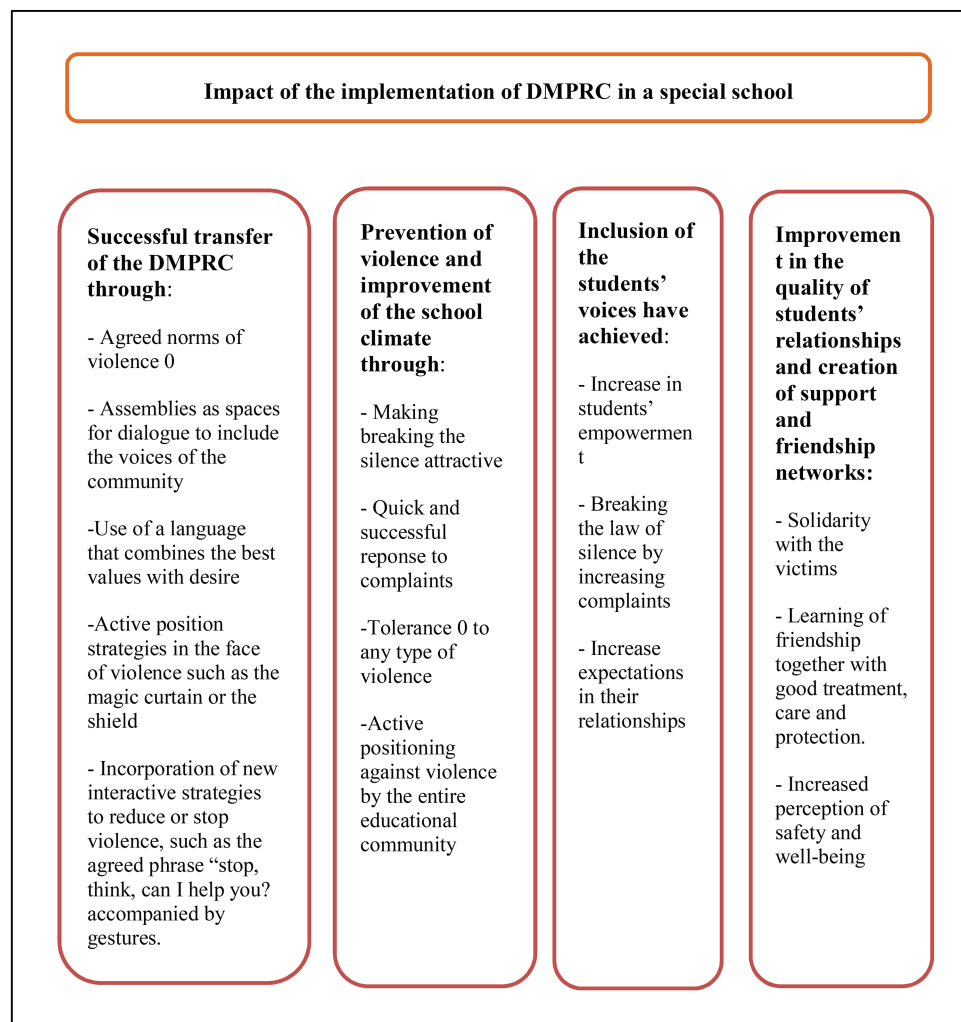 Impact of the implementation of DMPRC in a special school
Successful transfer
of the DMPRC
through:
- Agreed norms of
violence 0
- Assemblies as spaces
for dialogue to include
the voices of the
community
-Use of a language
that combines the best
values with desire
-Active position
strategies in the face
of violence such as the
magic curtain or the
shield
- Incorporation of new
interactive strategies
to reduce or stop
violence, such as the
agreed phrase “stop,
think, can I help you?
accompanied by
gestures.
Prevention of
violence and
improvement
of the school
climate
through:
- Making
breaking the
silence attractive
- Quick and
successful
reponse to
complaints
-Tolerance 0 to
any type of
violence
-Active
positioning
against violence
by the entire
educational
community
Inclusion of
the
students’
voices have
achieved:
- Increase in
students’
empowermen
t
- Breaking
the law of
silence by
increasing
complaints
- Increase
expectations
in their
relationships
Improvemen
t in the
quality of
students’
relationships
and creation
of support
and
friendship
networks:
- Solidarity
with the
victims
- Learning of
friendship
together with
good treatment,
care and
protection.
- Increased
perception of
safety and
well-being